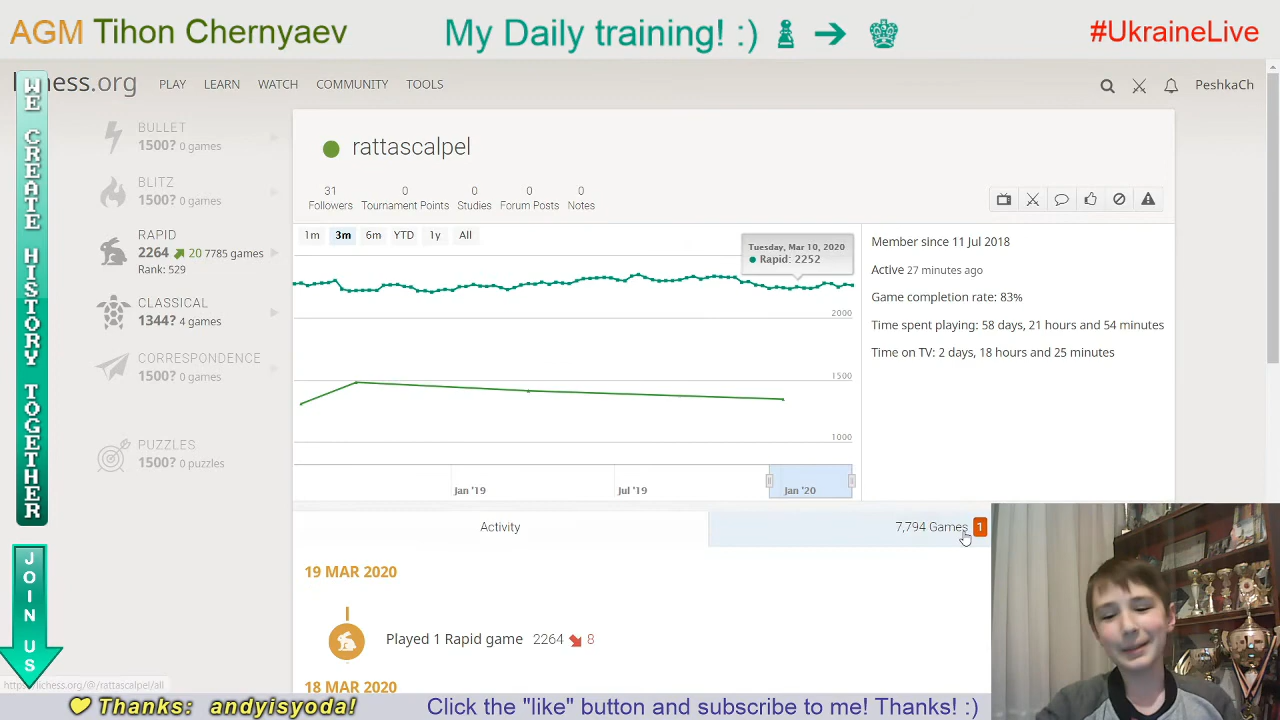 AGM Tihon Chernyaev
My Daily training! :)
#UkraineLive
hess.org
PLAY
LEARN
WATCH
COMMUNITY
TOOLS
PeshkaCh
WE CREATE HISTORY TOGETHER
JOIN US
BULLET
1500? 0 games
BLITZ
1500? 0 games
RAPID
2264 20 7785 games
Rank: 529
CLASSICAL
1344? 4 games
CORRESPONDENCE
1500? 0 games
PUZZLES
1500? 0 puzzles
rattascalpel
31 0 0 0 0
Followers Tournament Points Studies Forum Posts Notes
1m 3m 6m YTD 1y All
Tuesday, Mar 10, 2020
Rapid: 2252
2000
1500
1000
Jan '19 Jul '19 Jan '20
Member since 11 Jul 2018
Active 27 minutes ago
Game completion rate: 83%
Time spent playing: 58 days, 21 hours and 54 minutes
Time on TV: 2 days, 18 hours and 25 minutes
Activity
7,794 Games 1
19 MAR 2020
Played 1 Rapid game 2264 8
18 MAR 2020
https://lichess.org/@/rattascalpel/all
Thanks: andyisyoda!
Click the "like" button and subscribe to me! Thanks! :)